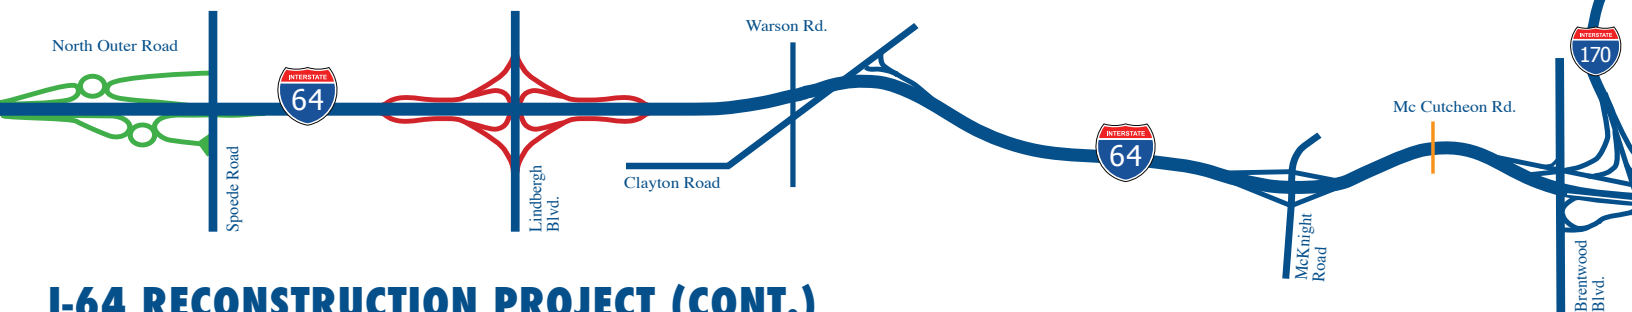 North Outer Road
Spoede Road
INTERSTATE
64
Lindbergh
Blvd.
Warson Rd.
Clayton Road
INTERSTATE
64
McKnight
Road
Mc Cutcheon Rd.
INTERSTATE
170
Brentwood
Blvd.
I-64 RECONSTRUCTION PROJECT (CONT.)